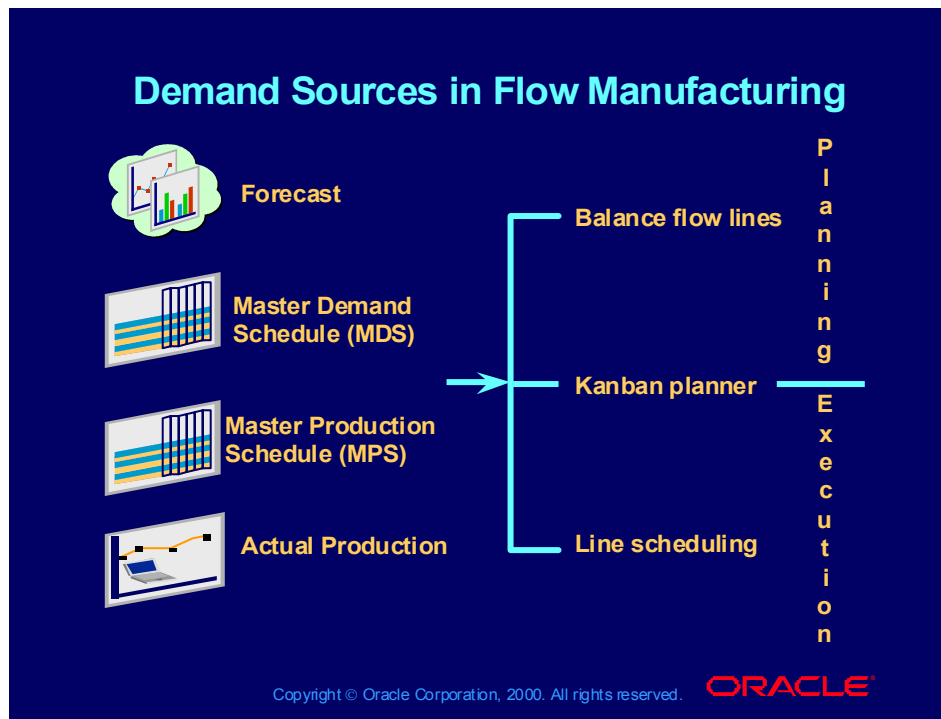 Demand Sources in Flow Manufacturing
Forecast
Master Demand
Schedule (MDS)
Master Production
Schedule (MPS)
Actual Production
Balance flow lines
Kanban planner
Line scheduling
Planning
Execution
Copyright © Oracle Corporation, 2000. All rights reserved.
ORACLE®